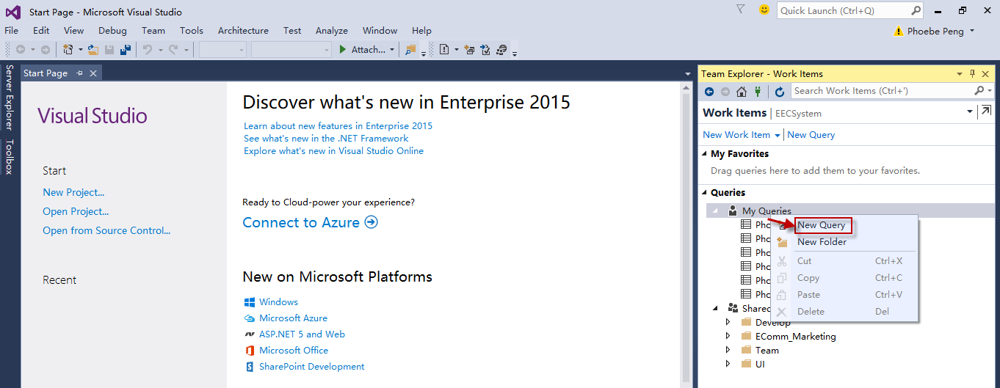 Start Page - Microsoft Visual Studio
Quick Launch (Ctrl+Q)
File Edit View Debug Team Tools Architecture Test Analyze Window Help
Phoebe Peng
Attach...
Server Explorer
Toolbox
Start Page
Visual Studio
Start
New Project...
Open Project...
Open from Source Control...
Recent
Discover what's new in Enterprise 2015
Learn about new features in Enterprise 2015
See what's new in the .NET Framework
Explore what's new in Visual Studio Online
Ready to Cloud-power your experience?
Connect to Azure
New on Microsoft Platforms
Windows
Microsoft Azure
ASP.NET 5 and Web
Microsoft Office
SharePoint Development
Team Explorer - Work Items
Search Work Items (Ctrl+')
Work Items | EECSystem
New Work Item | New Query
My Favorites
Drag queries here to add them to your favorites.
Queries
My Queries
New Query
New Folder
Cut Ctrl+X
Copy Ctrl+C
Paste Ctrl+V
Delete Del
Shared
Develop
EComm_Marketing
Team
UI